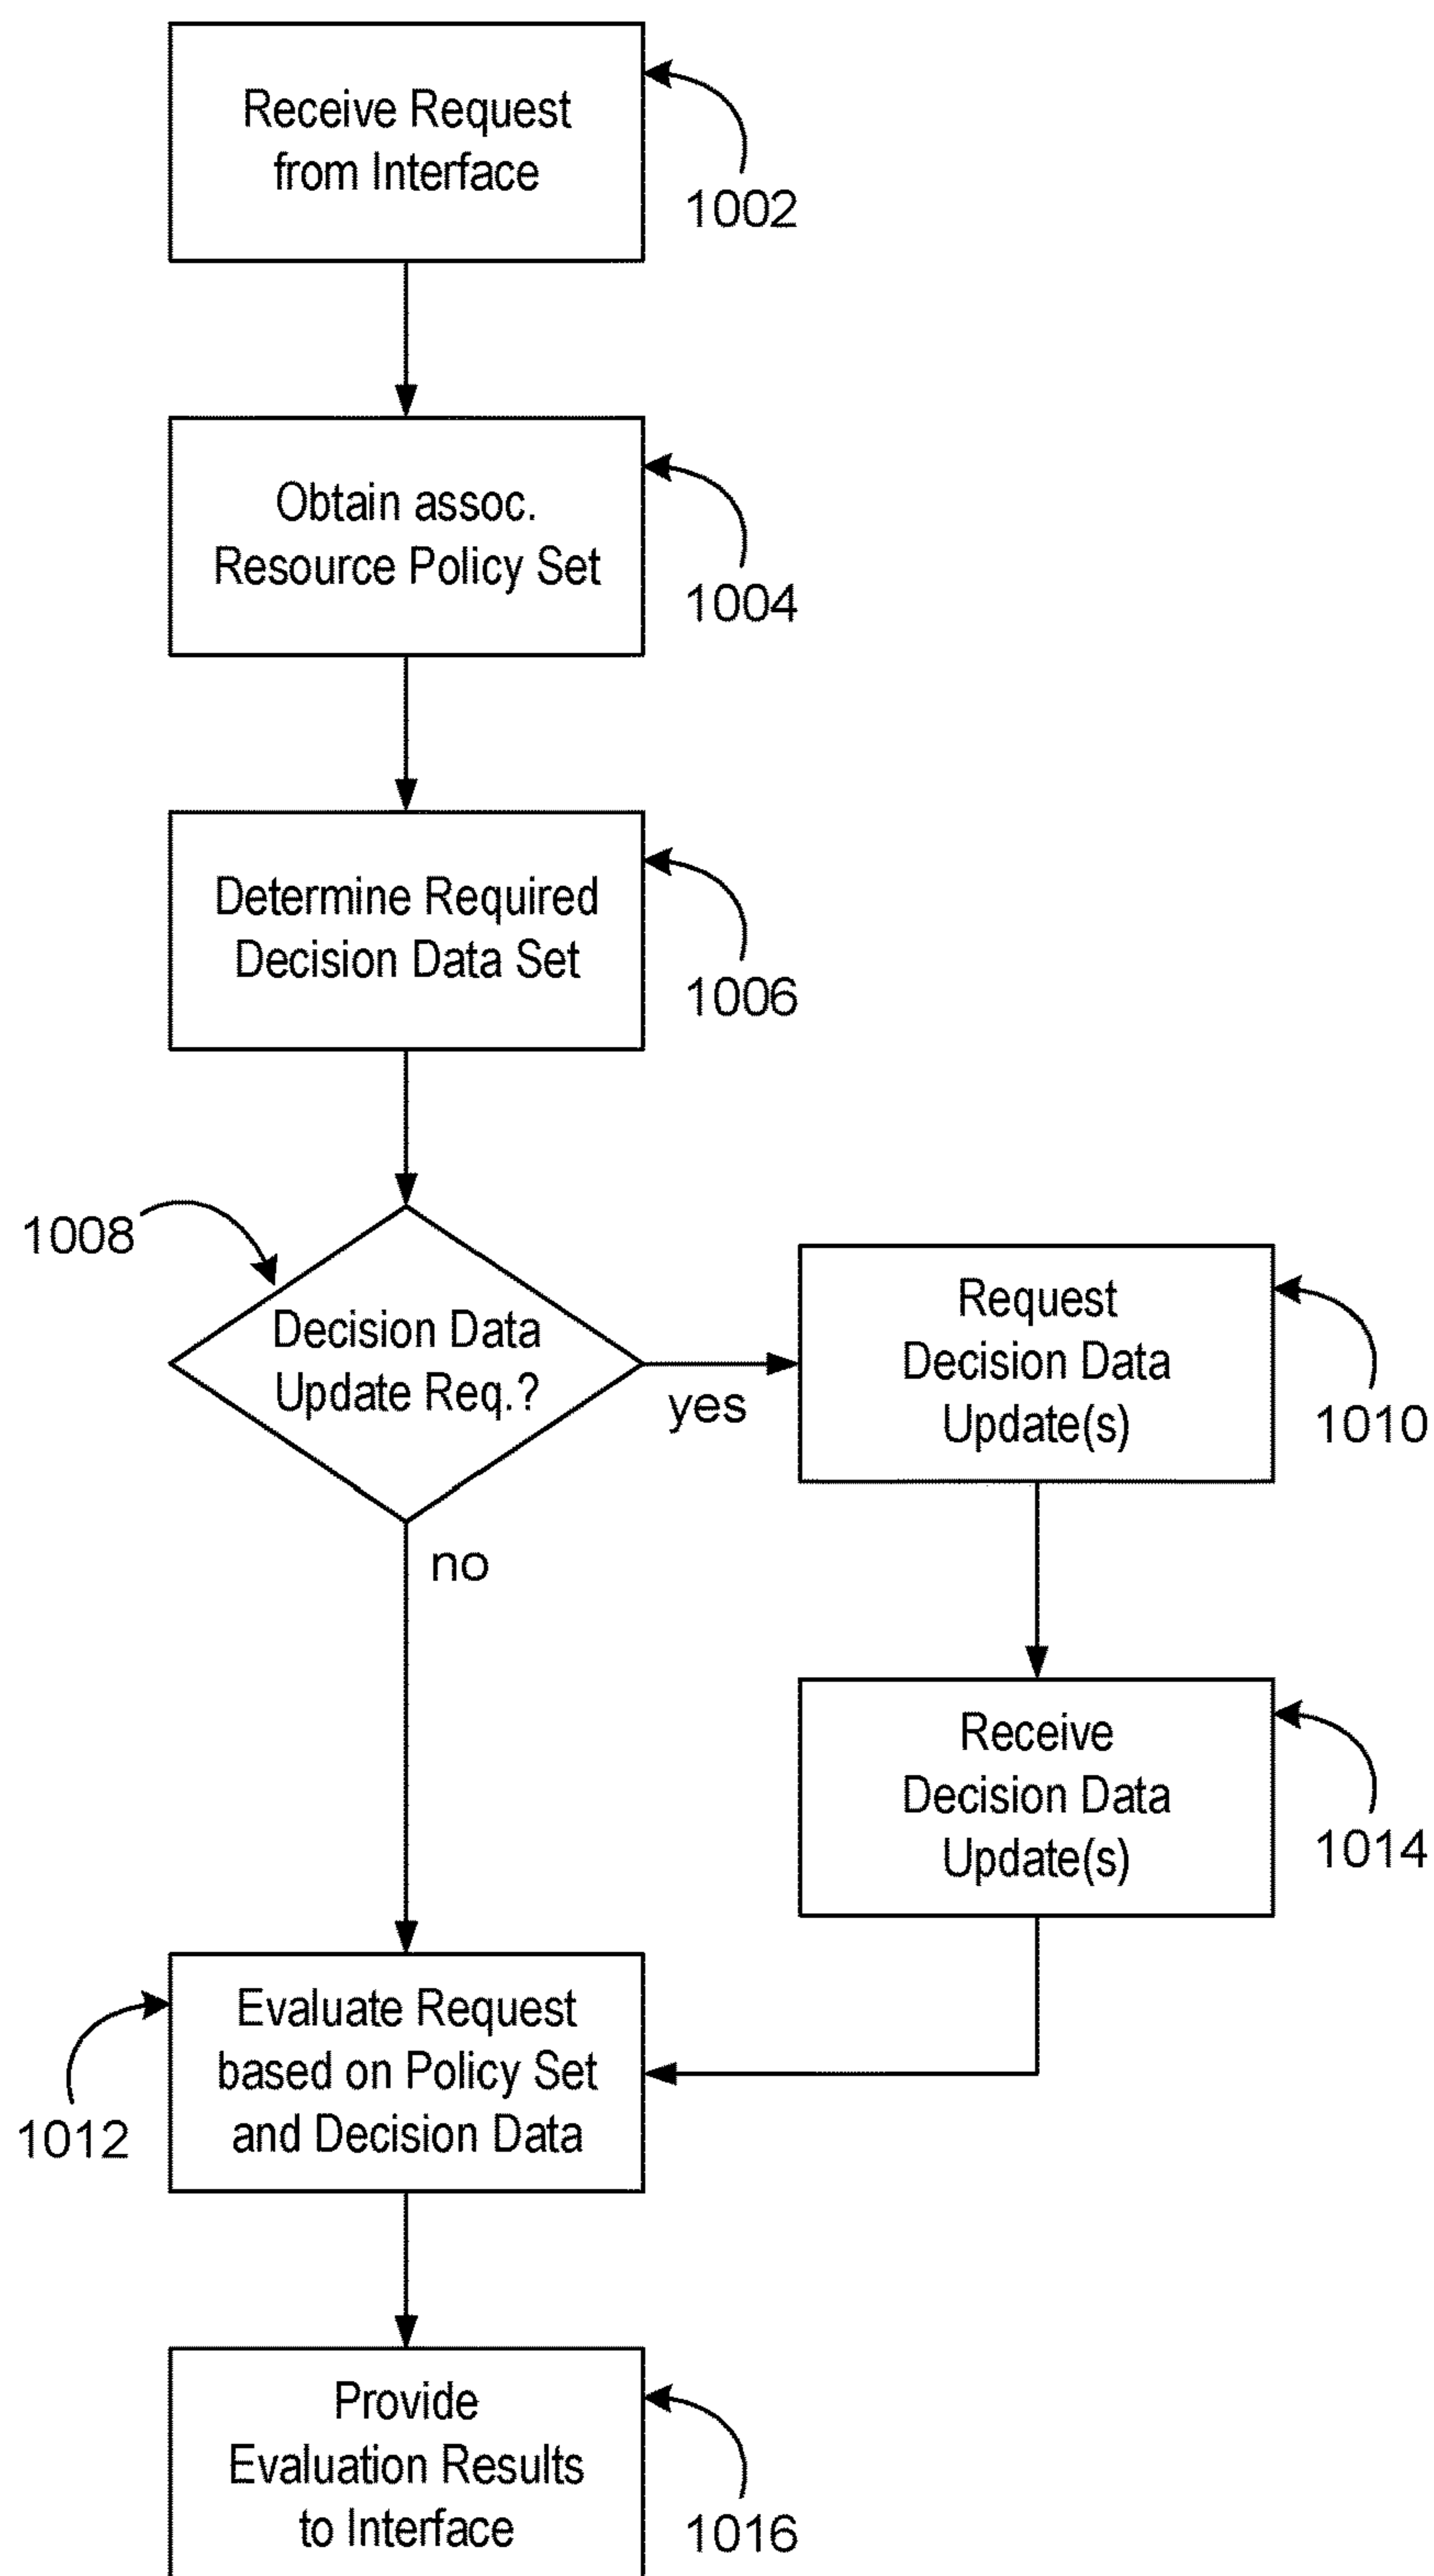 Receive Request
from Interface
1002
Obtain assoc.
Resource Policy Set
1004
Determine Required
Decision Data Set
1006
1008
Decision Data
Update Req.?
yes
no
Request
Decision Data
Update(s)
1010
Receive
Decision Data
Update(s)
1014
Evaluate Request
based on Policy Set
and Decision Data
1012
Provide
Evaluation Results
to Interface
1016